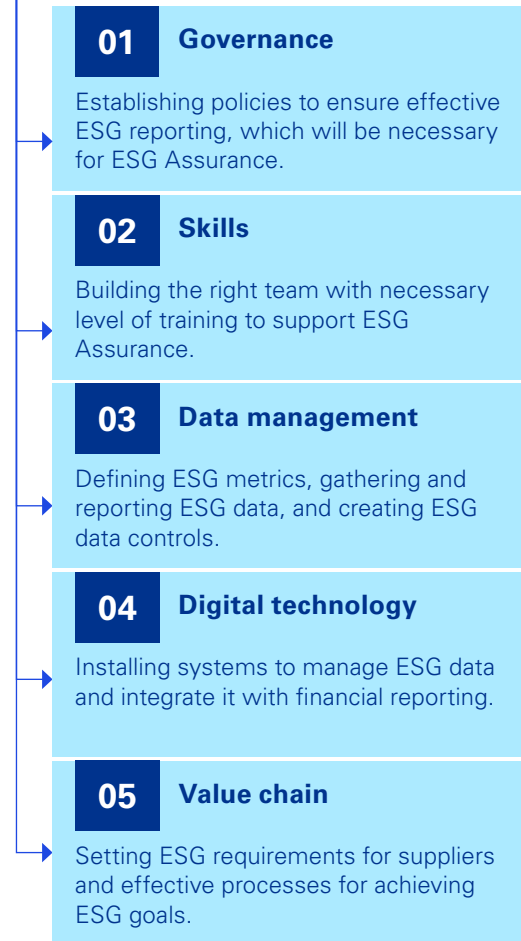 01 Governance
Establishing policies to ensure effective
ESG reporting, which will be necessary
for ESG Assurance.
02 Skills
Building the right team with necessary
level of training to support ESG
Assurance.
03 Data management
Defining ESG metrics, gathering and
reporting ESG data, and creating ESG
data controls.
04 Digital technology
Installing systems to manage ESG data
and integrate it with financial reporting.
05 Value chain
Setting ESG requirements for suppliers
and effective processes for achieving
ESG goals.